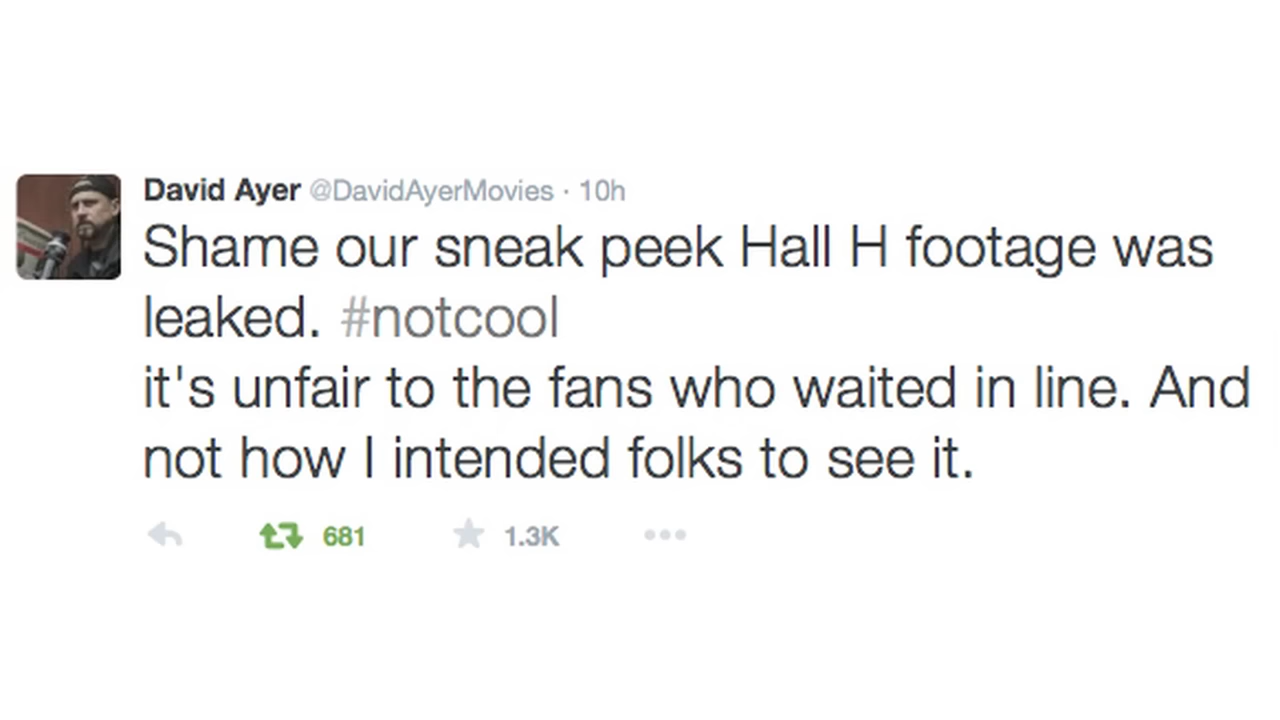 David Ayer @DavidAyerMovies · 10h
Shame our sneak peek Hall H footage was
leaked. #notcool
it's unfair to the fans who waited in line. And
not how I intended folks to see it.
681 1.3K